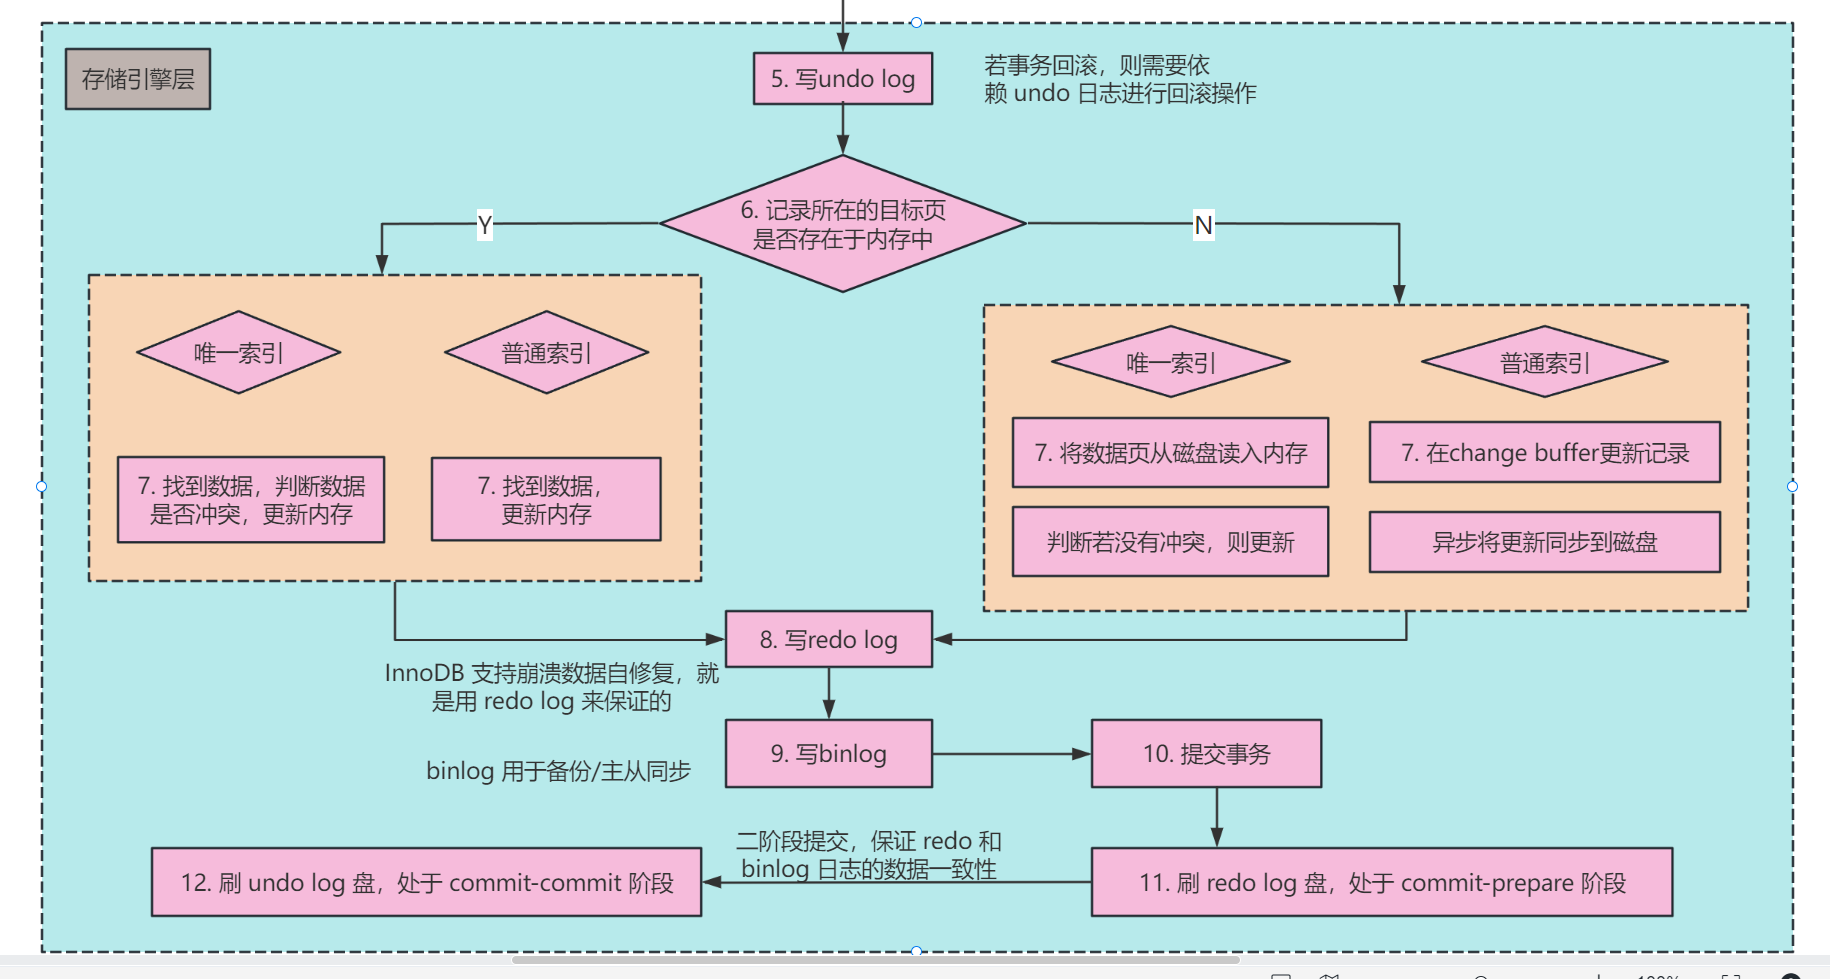 存储引擎层
5. 写undo log
若事务回滚，则需要依
赖 undo 日志进行回滚操作
6. 记录所在的目标页
是否存在于内存中
Y
N
唯一索引
普通索引
7. 找到数据，判断数据
是否冲突，更新内存
7. 找到数据，
更新内存
唯一索引
普通索引
7. 将数据页从磁盘读入内存
7. 在change buffer更新记录
判断若没有冲突，则更新
异步将更新同步到磁盘
8. 写redo log
InnoDB 支持崩溃数据自修复，就
是用 redo log 来保证的
9. 写binlog
10. 提交事务
binlog 用于备份/主从同步
二阶段提交，保证 redo 和
binlog 日志的数据一致性
12. 刷 undo log 盘，处于 commit-commit 阶段
11. 刷 redo log 盘，处于 commit-prepare 阶段